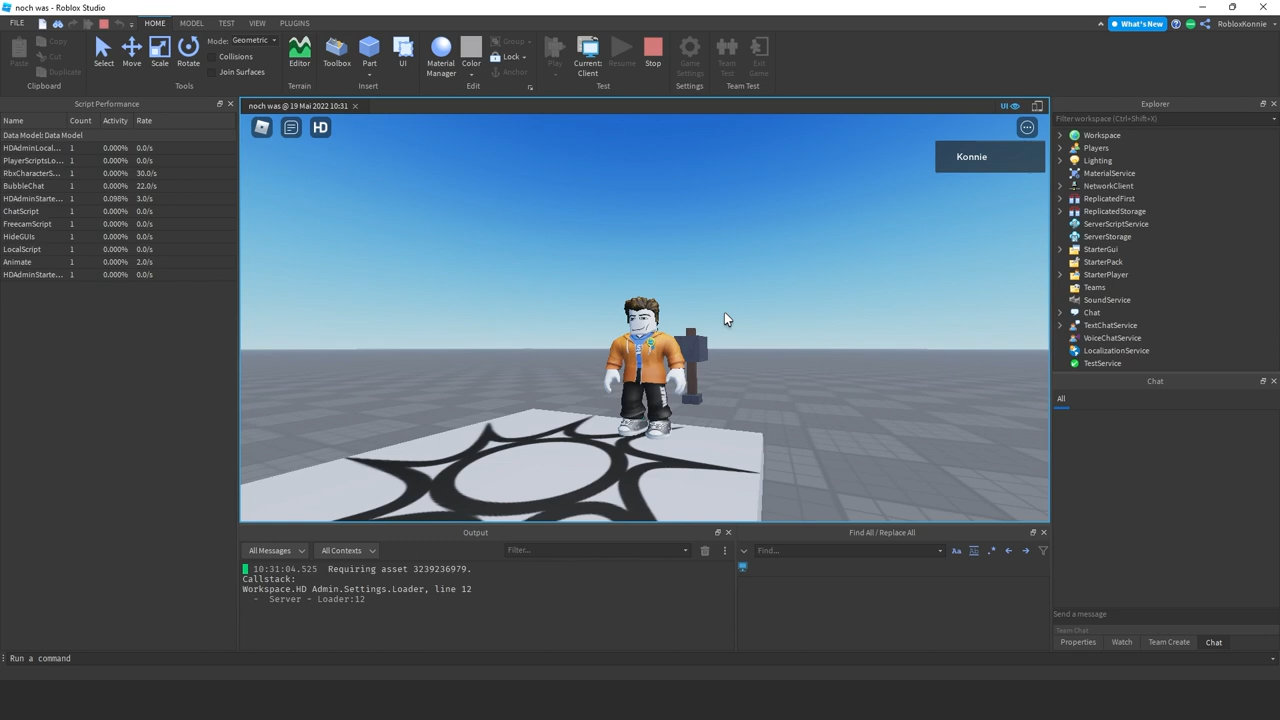 noch was - Roblox Studio
FILE HOME MODEL TEST VIEW PLUGINS What's New RobloxKonnie
Paste Copy Cut Duplicate Select Move Scale Rotate Mode: Geometric Collisions Join Surfaces Editor Toolbox Part UI Material Manager Color Group Lock Anchor Play Current: Client Resume Stop Game Settings Team Test Exit Game
Clipboard Tools Terrain Insert Edit Test Settings Team Test
Script Performance
Name Count Activity Rate
Data Model: Data Model
HDAdminLocal... 1 0.000% 0.0/s
PlayerScriptsLo... 1 0.000% 0.0/s
RbxCharacterS... 1 0.000% 30.0/s
BubbleChat 1 0.000% 22.0/s
HDAdminStarte... 1 0.098% 3.0/s
ChatScript 1 0.000% 0.0/s
FreecamScript 1 0.000% 0.0/s
HideGUIs 1 0.000% 0.0/s
LocalScript 1 0.000% 0.0/s
Animate 1 0.000% 2.0/s
HDAdminStarte... 1 0.000% 0.0/s
noch was @ 19 Mai 2022 10:31 UI
HD
Konnie
Explorer
Filter workspace (Ctrl+Shift+X)
Workspace
Players
Lighting
MaterialService
NetworkClient
ReplicatedFirst
ReplicatedStorage
ServerScriptService
ServerStorage
StarterGui
StarterPack
StarterPlayer
Teams
SoundService
Chat
TextChatService
VoiceChatService
LocalizationService
TestService
Chat
All
Send a message
Team Chat
Properties Watch Team Create Chat
Output
All Messages All Contexts Filter...
10:31:04.525 Requiring asset 3239236979.
Callstack:
Workspace.HD Admin.Settings.Loader, line 12
- Server - Loader:12
Find All / Replace All
Find... Aa Ab .*
Run a command